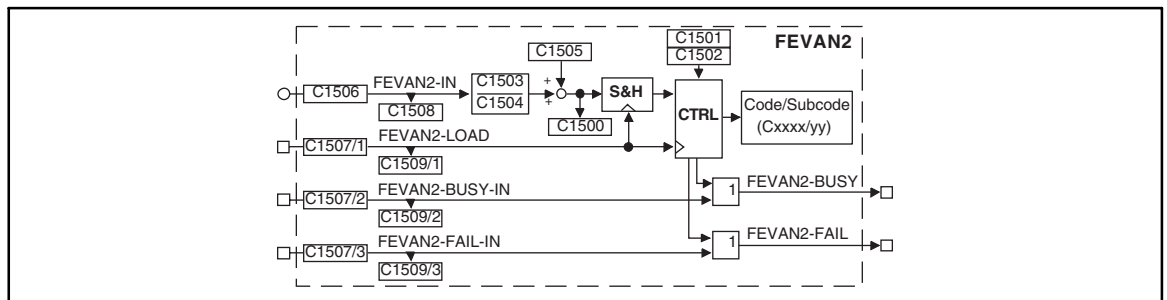 FEVAN2
C1501
C1502
C1505
C1506
FEVAN2-IN
C1508
C1503
C1504
+
+
C1500
S&H
CTRL
Code/Subcode
(Cxxxx/yy)
C1507/1
FEVAN2-LOAD
C1509/1
C1507/2
FEVAN2-BUSY-IN
C1509/2
1
FEVAN2-BUSY
C1507/3
FEVAN2-FAIL-IN
C1509/3
1
FEVAN2-FAIL